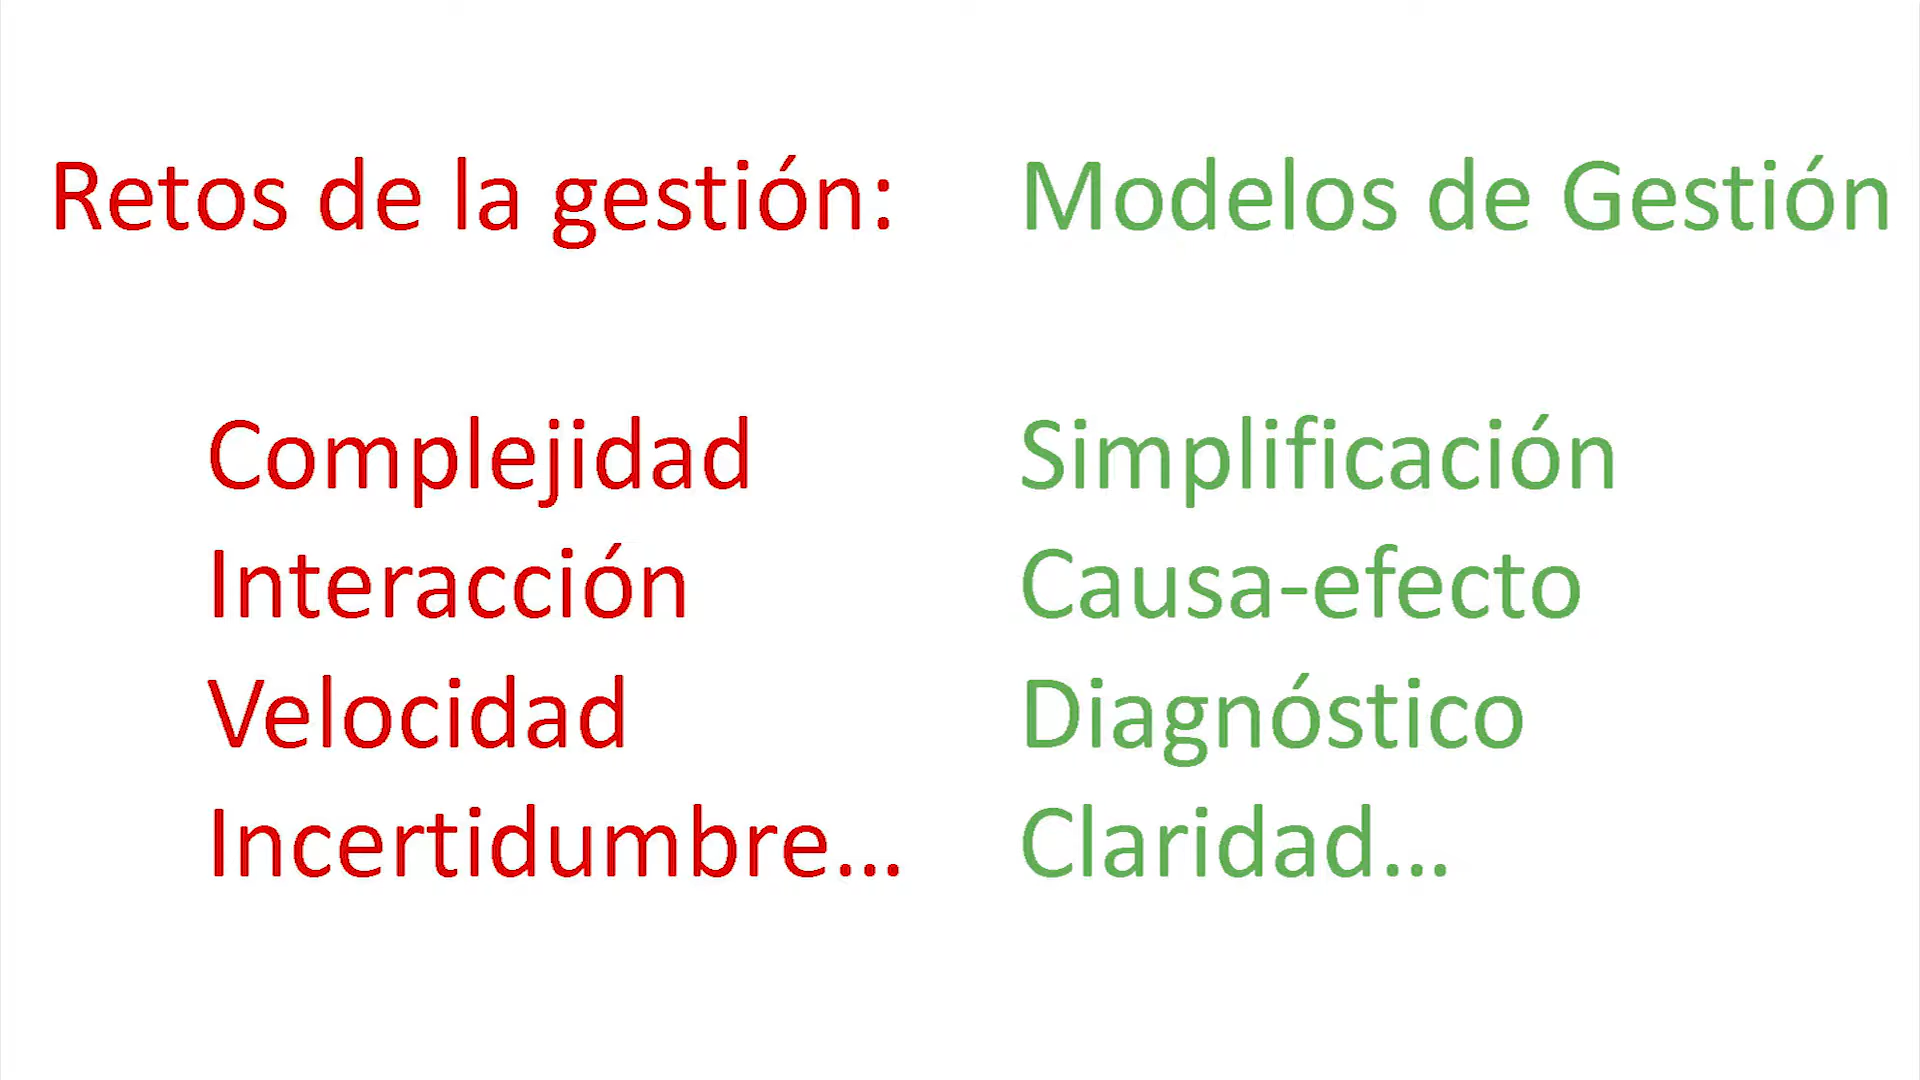 Retos de la gestión:
Complejidad
Interacción
Velocidad
Incertidumbre...
Modelos de Gestión
Simplificación
Causa-efecto
Diagnóstico
Claridad...